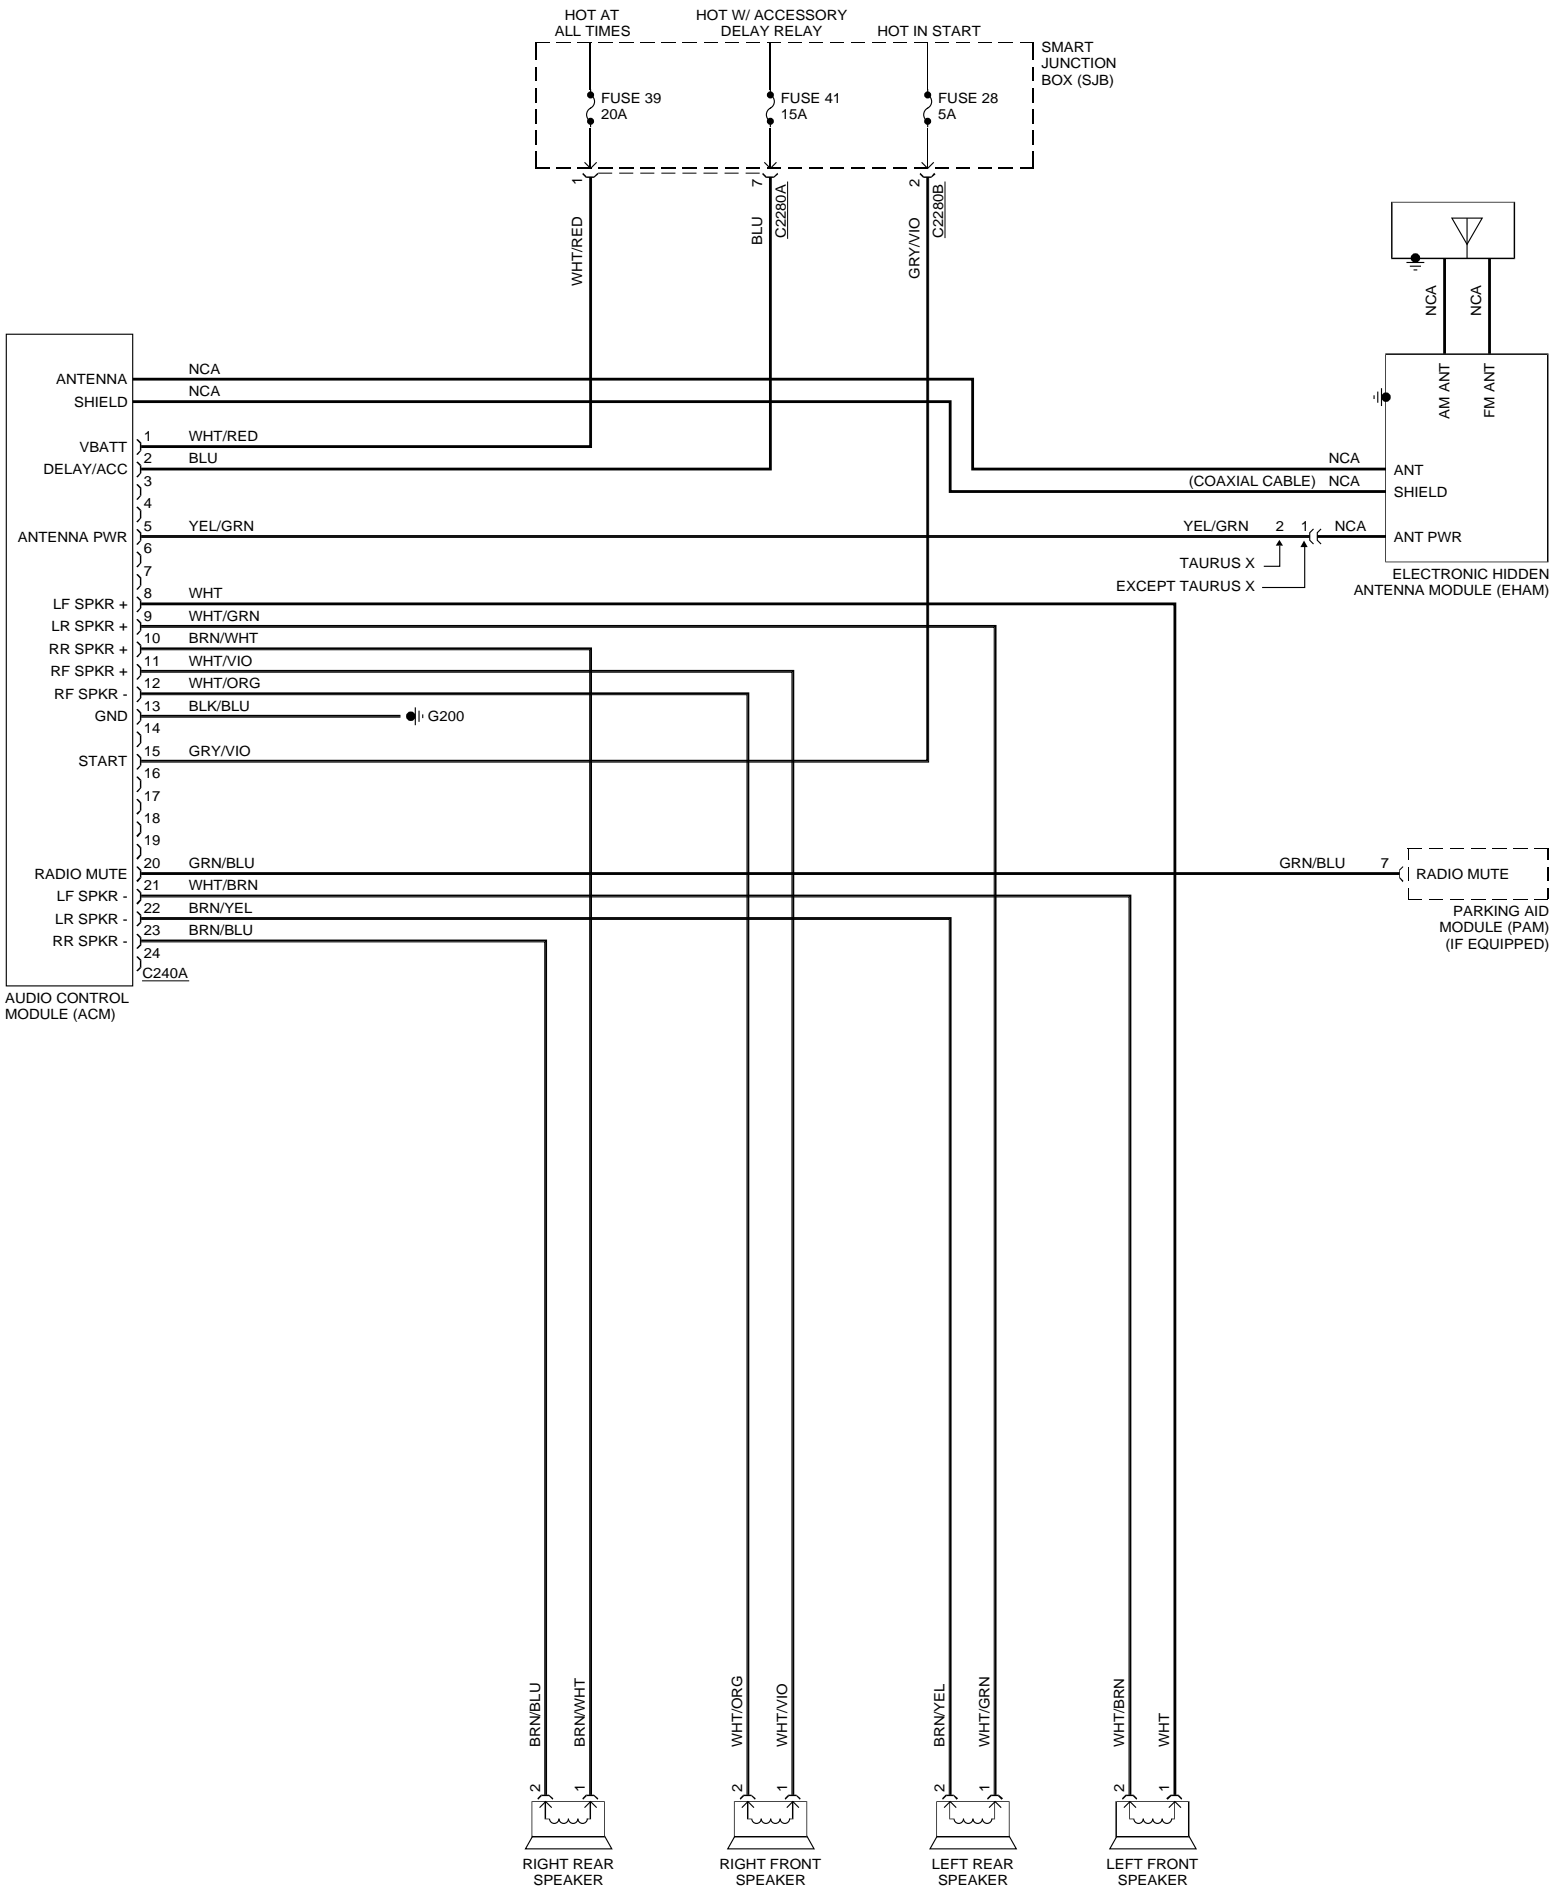 HOT AT
ALL TIMES
HOT W/ ACCESSORY
DELAY RELAY
HOT IN START
SMART
JUNCTION
BOX (SJB)
FUSE 39
20A
FUSE 41
15A
FUSE 28
5A
1
7
C2280A
2
C2280B
WHT/RED
BLU
GRY/VIO
NCA
NCA
AM ANT
FM ANT
ANTENNA
NCA
SHIELD
NCA
VBATT
1
WHT/RED
DELAY/ACC
2
BLU
3
4
ANTENNA PWR
5
YEL/GRN
6
7
LF SPKR +
8
WHT
LR SPKR +
9
WHT/GRN
RR SPKR +
10
BRN/WHT
RF SPKR +
11
WHT/VIO
RF SPKR -
12
WHT/ORG
GND
13
BLK/BLU
G200
14
START
15
GRY/VIO
16
17
18
19
RADIO MUTE
20
GRN/BLU
LF SPKR -
21
WHT/BRN
LR SPKR -
22
BRN/YEL
RR SPKR -
23
BRN/BLU
24
C240A
AUDIO CONTROL
MODULE (ACM)
NCA
ANT
(COAXIAL CABLE) NCA
SHIELD
YEL/GRN
2
1
NCA
ANT PWR
TAURUS X
EXCEPT TAURUS X
ELECTRONIC HIDDEN
ANTENNA MODULE (EHAM)
GRN/BLU
7
RADIO MUTE
PARKING AID
MODULE (PAM)
(IF EQUIPPED)
BRN/BLU
BRN/WHT
WHT/ORG
WHT/VIO
BRN/YEL
WHT/GRN
WHT/BRN
WHT
2
1
2
1
2
1
2
1
RIGHT REAR
SPEAKER
RIGHT FRONT
SPEAKER
LEFT REAR
SPEAKER
LEFT FRONT
SPEAKER